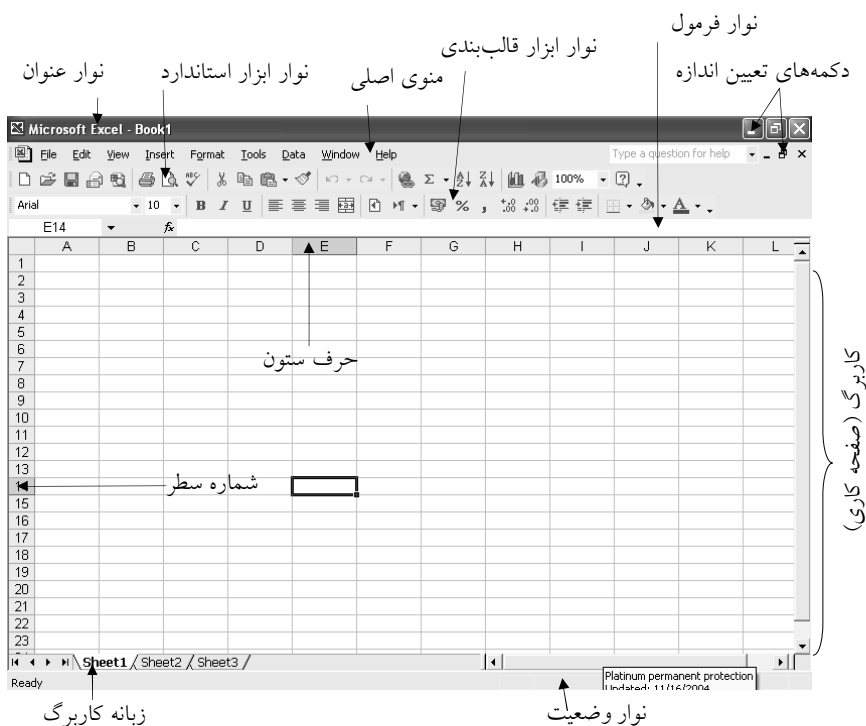 نوار فرمول
نوار ابزار قالب‌بندی
دکمه‌های تعیین اندازه
منوی اصلی
نوار ابزار استاندارد
نوار عنوان
Microsoft Excel - Book1
File Edit View Insert Format Tools Data Window Help Type a question for help
100%
Arial 10 B I U
E14 fx
A B C D E F G H I J K L
1
2
3
4
5
6
7
حرف ستون
8
9
10
11
12
13
شماره سطر
15
16
17
18
19
20
21
22
23
کاربرگ (صفحه کاری)
Sheet1 Sheet2 Sheet3
Ready
Platinum permanent protection
Updated: 11/16/2004
زبانه کاربرگ
نوار وضعیت